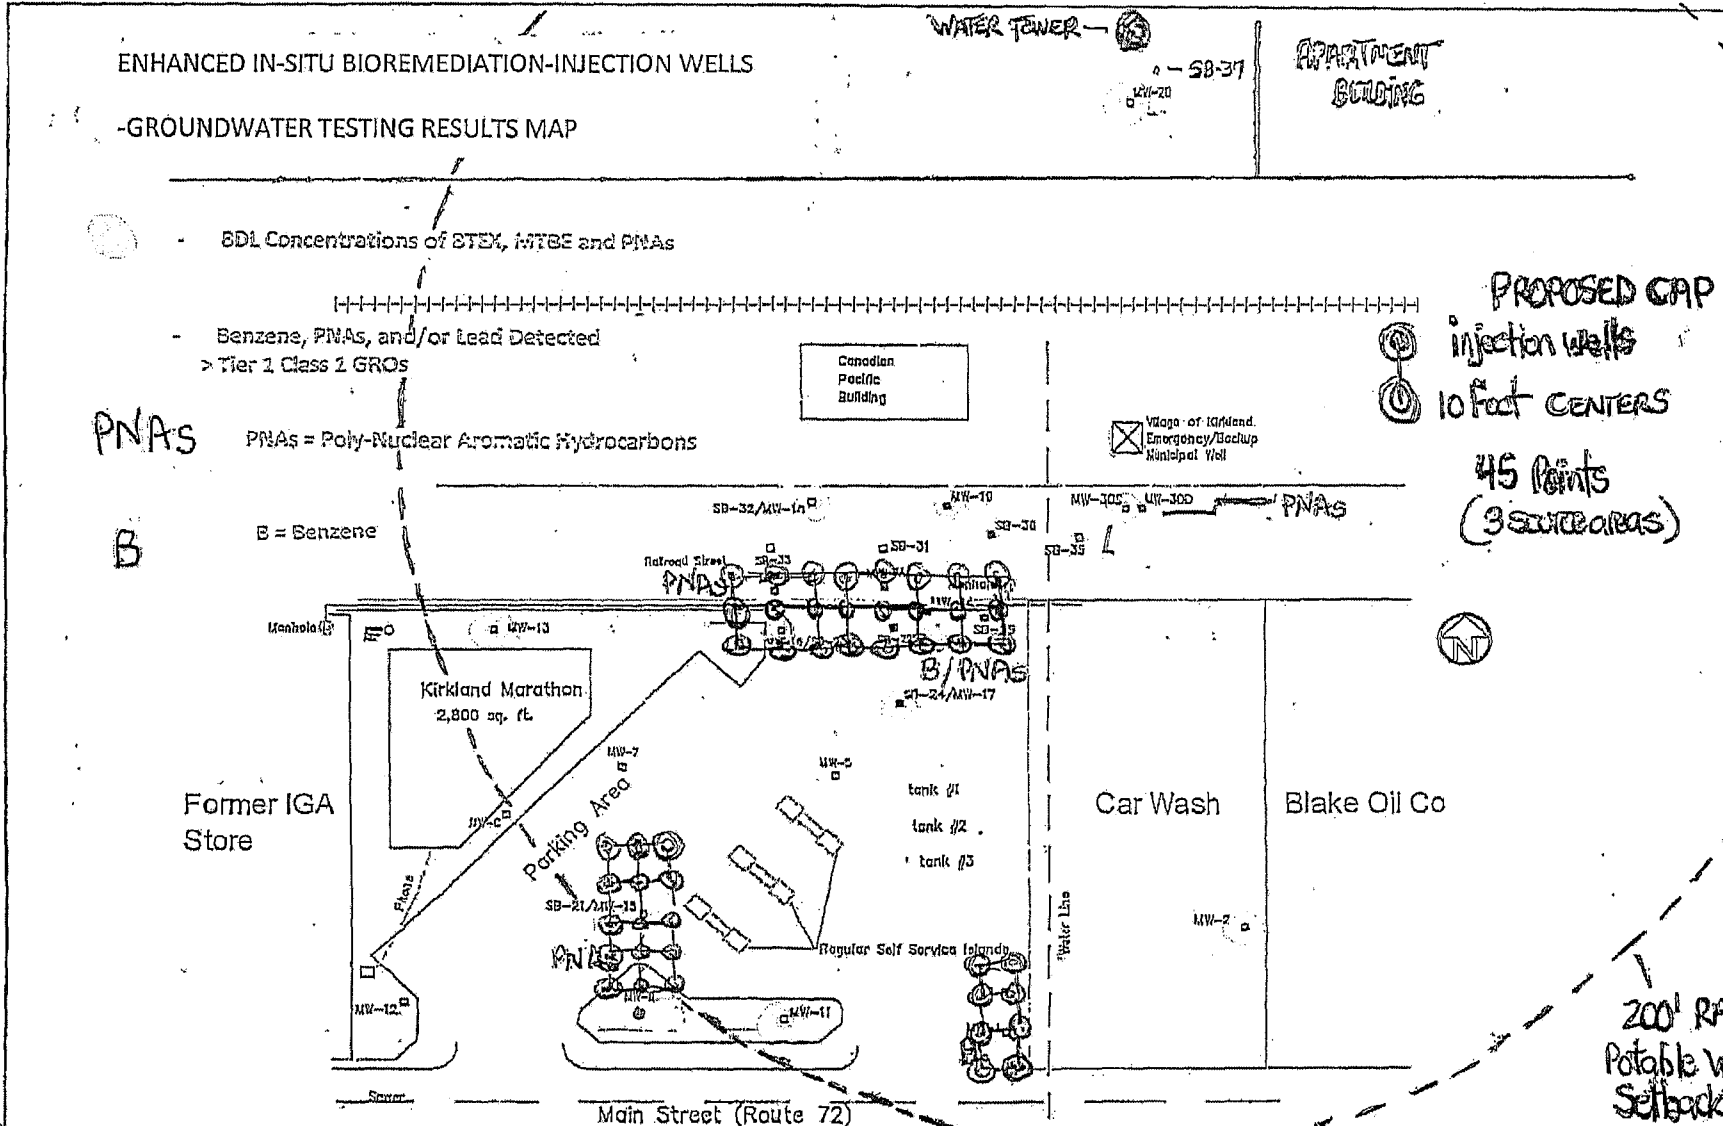 WATER TOWER
ENHANCED IN-SITU BIOREMEDIATION-INJECTION WELLS
APARTMENT
BUILDING
SB-37
MW-20
-GROUNDWATER TESTING RESULTS MAP
- BDL Concentrations of BTEX, MTBE and PNAs
PROPOSED CAP
injection wells
10 foot CENTERS
45 Points
(3 source areas)
- Benzene, PNAs, and/or Lead Detected
> Tier 1 Class 1 GROs
Canadian
Pacific
Building
PNAs PNAs = Poly-Nuclear Aromatic Hydrocarbons
Village of Kirkland
Emergency/Backup
Municipal Well
B B = Benzene
MW-19
MW-30S MW-30D PNAs
SB-36
SB-35
SB-31
Railroad Street
SB-33
PNAs
Manhole
MW-13
N
B/PNAs
SB-24/MW-17
Kirkland Marathon
2,800 sq. ft.
MW-7
MW-5
Former IGA
Store
Parking Area
tank #1
tank #2
tank #3
Car Wash
Blake Oil Co
Phone
SB-21/MW-15
Regular Self Service Islands
Water Line
MW-2
MW-12
MW-11
200'
Potable
Setback
Sewer
Main Street (Route 72)